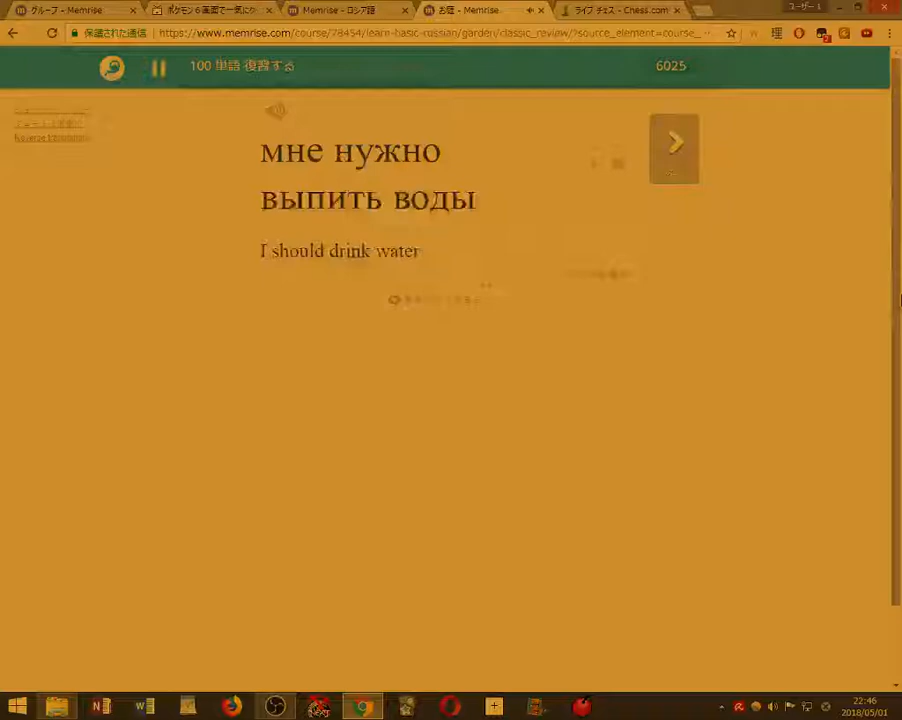 グループ - Memrise
ポケモン6画面で一気にか
Memrise - ロシア語
お庭 - Memrise
ライブ チェス - Chess.com
ユーザー 1
保護された通信
https://www.memrise.com/course/78454/learn-basic-russian/garden/classic_review/?source_element=course_
100 単語 復習する
6025
мне нужно
выпить воды
I should drink water
22:46
2018/05/01